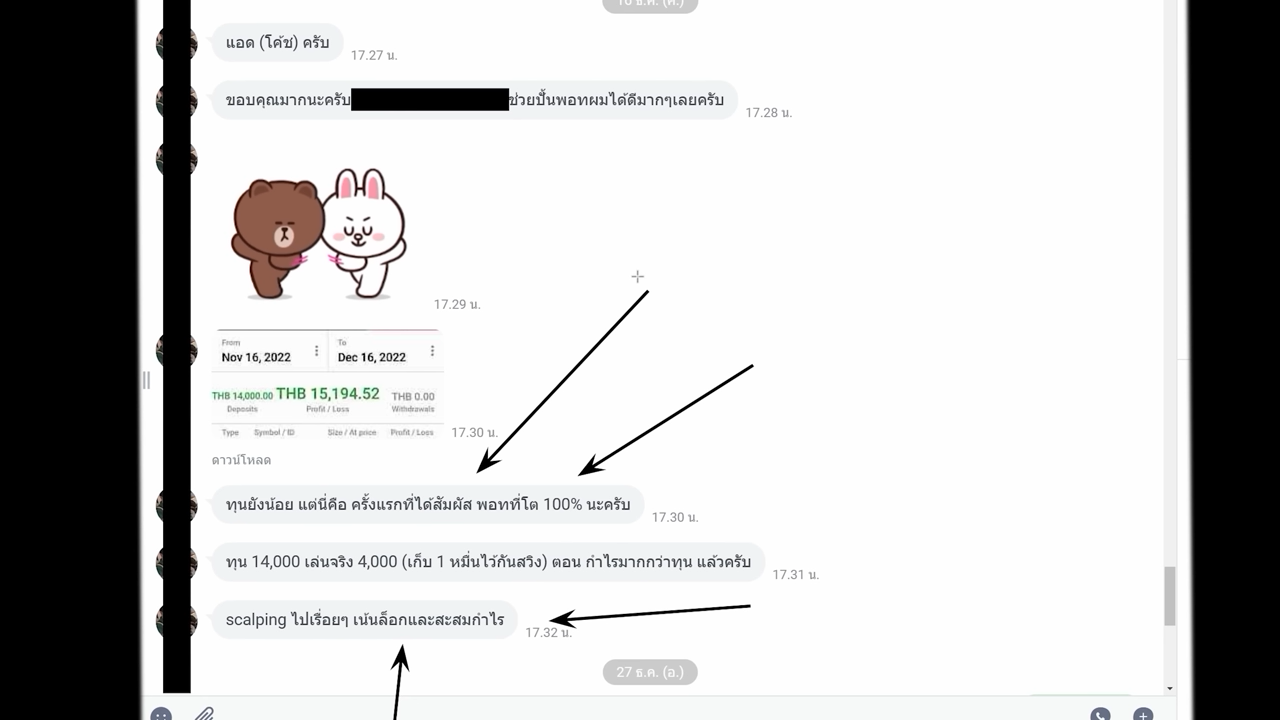 16 ธ.ค. (ศ.)
แอด (โค้ช) ครับ
17.27 น.
ขอบคุณมากนะครับ
ช่วยปั้นพอทผมได้ดีมากๆเลยครับ
17.28 น.
17.29 น.
From
To
Nov 16, 2022
Dec 16, 2022
THB 14,000.00 THB 15,194.52 THB 0.00
Deposits Profit / Loss Withdrawals
Type Symbol / ID Size / At price Profit / Loss
17.30 น.
ดาวน์โหลด
ทุนยังน้อย แต่นี่คือ ครั้งแรกที่ได้สัมผัส พอทที่โต 100% นะครับ
17.30 น.
ทุน 14,000 เล่นจริง 4,000 (เก็บ 1 หมื่นไว้กันสวิง) ตอน กำไรมากกว่าทุน แล้วครับ
17.31 น.
scalping ไปเรื่อยๆ เน้นล็อกและสะสมกำไร
17.32 น.
27 ธ.ค. (อ.)